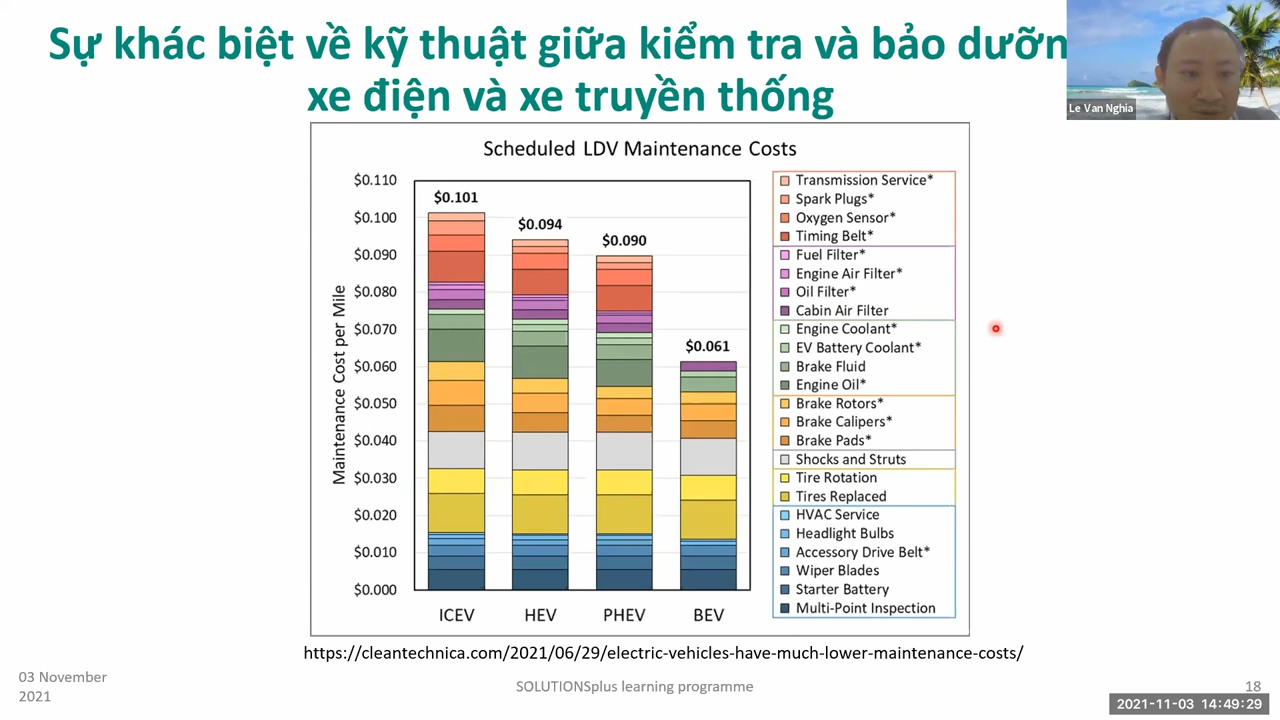 Sự khác biệt về kỹ thuật giữa kiểm tra và bảo dưỡn
xe điện và xe truyền thống
Le Van Nghia
Scheduled LDV Maintenance Costs
Maintenance Cost per Mile
$0.110
$0.100
$0.090
$0.080
$0.070
$0.060
$0.050
$0.040
$0.030
$0.020
$0.010
$0.000
$0.101
$0.094
$0.090
$0.061
ICEV
HEV
PHEV
BEV
Transmission Service*
Spark Plugs*
Oxygen Sensor*
Timing Belt*
Fuel Filter*
Engine Air Filter*
Oil Filter*
Cabin Air Filter
Engine Coolant*
EV Battery Coolant*
Brake Fluid
Engine Oil*
Brake Rotors*
Brake Calipers*
Brake Pads*
Shocks and Struts
Tire Rotation
Tires Replaced
HVAC Service
Headlight Bulbs
Accessory Drive Belt*
Wiper Blades
Starter Battery
Multi-Point Inspection
https://cleantechnica.com/2021/06/29/electric-vehicles-have-much-lower-maintenance-costs/
03 November
2021
SOLUTIONSplus learning programme
18
2021-11-03 14:49:29